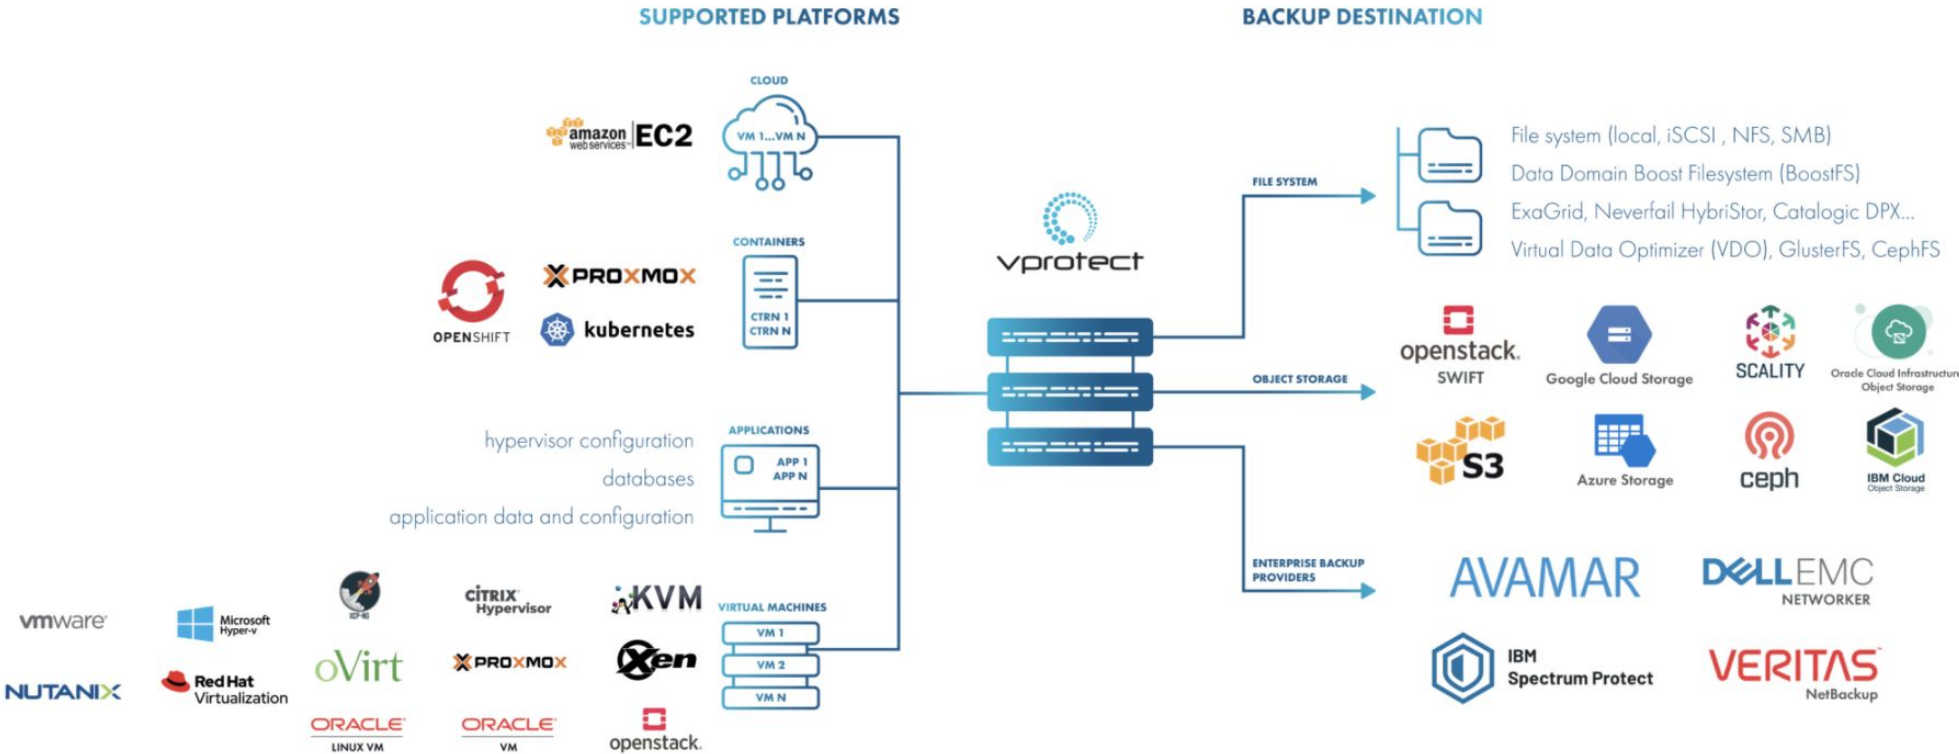 SUPPORTED PLATFORMS
BACKUP DESTINATION
CLOUD
amazon
web services™
EC2
VM 1...VM N
CONTAINERS
OPENSHIFT
PROXMOX
kubernetes
CTRN 1
CTRN N
APPLICATIONS
hypervisor configuration
databases
application data and configuration
APP 1
APP N
VIRTUAL MACHINES
VM 1
VM 2
VM N
vmware®
Microsoft
Hyper-v
XCP-NG
CITRIX
Hypervisor
KVM
NUTANIX
Red Hat
Virtualization
oVirt
PROXMOX
Xen
ORACLE®
LINUX VM
ORACLE®
VM
openstack.
vprotect
FILE SYSTEM
File system (local, iSCSI , NFS, SMB)
Data Domain Boost Filesystem (BoostFS)
ExaGrid, Neverfail HybriStor, Catalogic DPX...
Virtual Data Optimizer (VDO), GlusterFS, CephFS
OBJECT STORAGE
openstack.
SWIFT
Google Cloud Storage
SCALITY
Oracle Cloud Infrastructure
Object Storage
S3
Azure Storage
ceph
IBM Cloud
Object Storage
ENTERPRISE BACKUP
PROVIDERS
AVAMAR
DELLEMC
NETWORKER
IBM
Spectrum Protect
VERITAS™
NetBackup